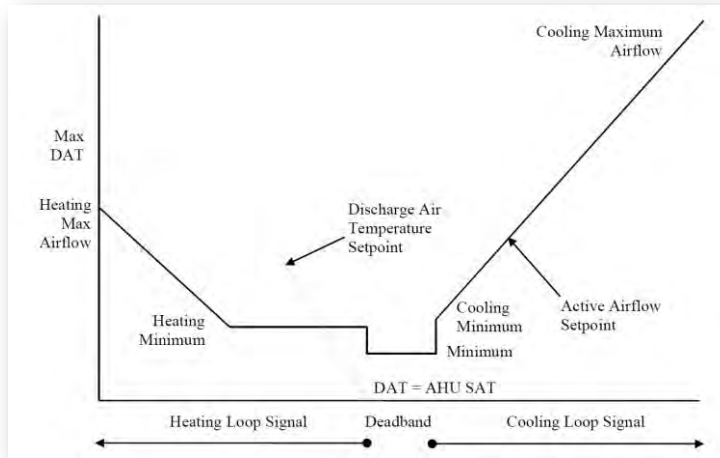 Cooling Maximum
Airflow
Max
DAT
Heating
Max
Airflow
Discharge Air
Temperature
Setpoint
Heating
Minimum
Cooling
Minimum
Active Airflow
Setpoint
Minimum
DAT = AHU SAT
Heating Loop Signal
Deadband
Cooling Loop Signal